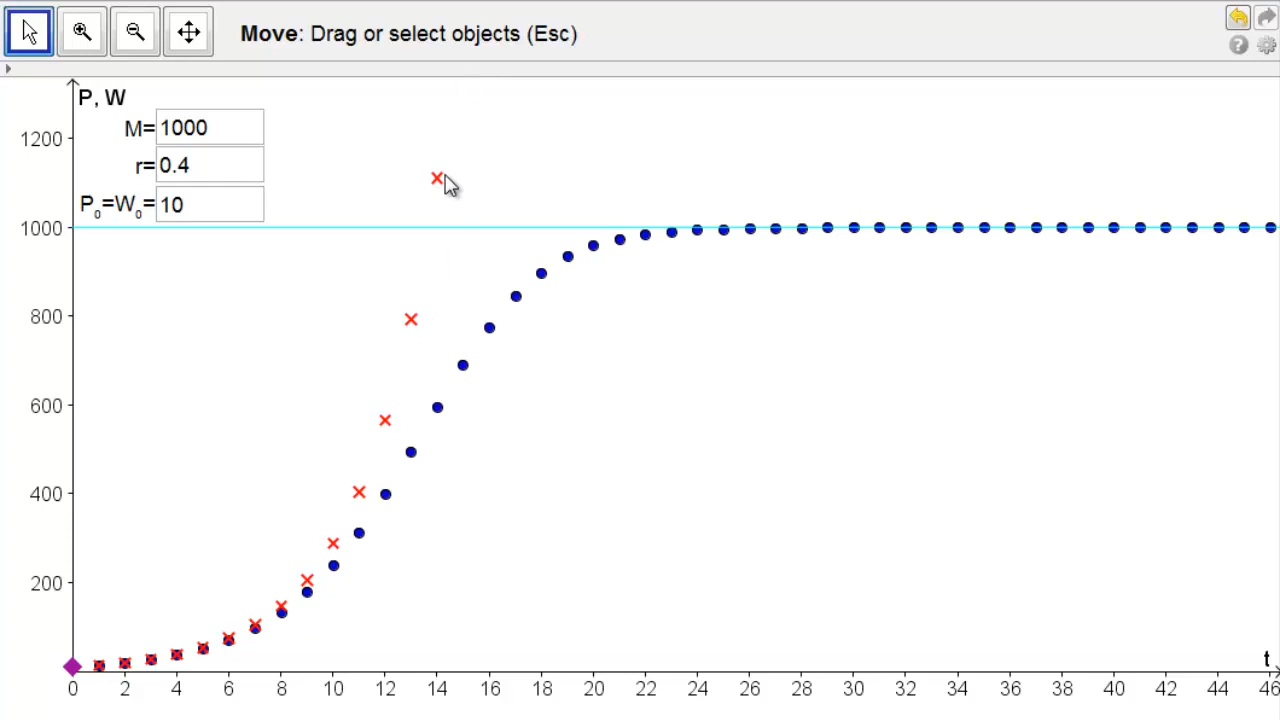 Move: Drag or select objects (Esc)
P, W
M= 1000
r= 0.4
P₀=W₀= 10
1200
1000
800
600
400
200
t
0 2 4 6 8 10 12 14 16 18 20 22 24 26 28 30 32 34 36 38 40 42 44 46